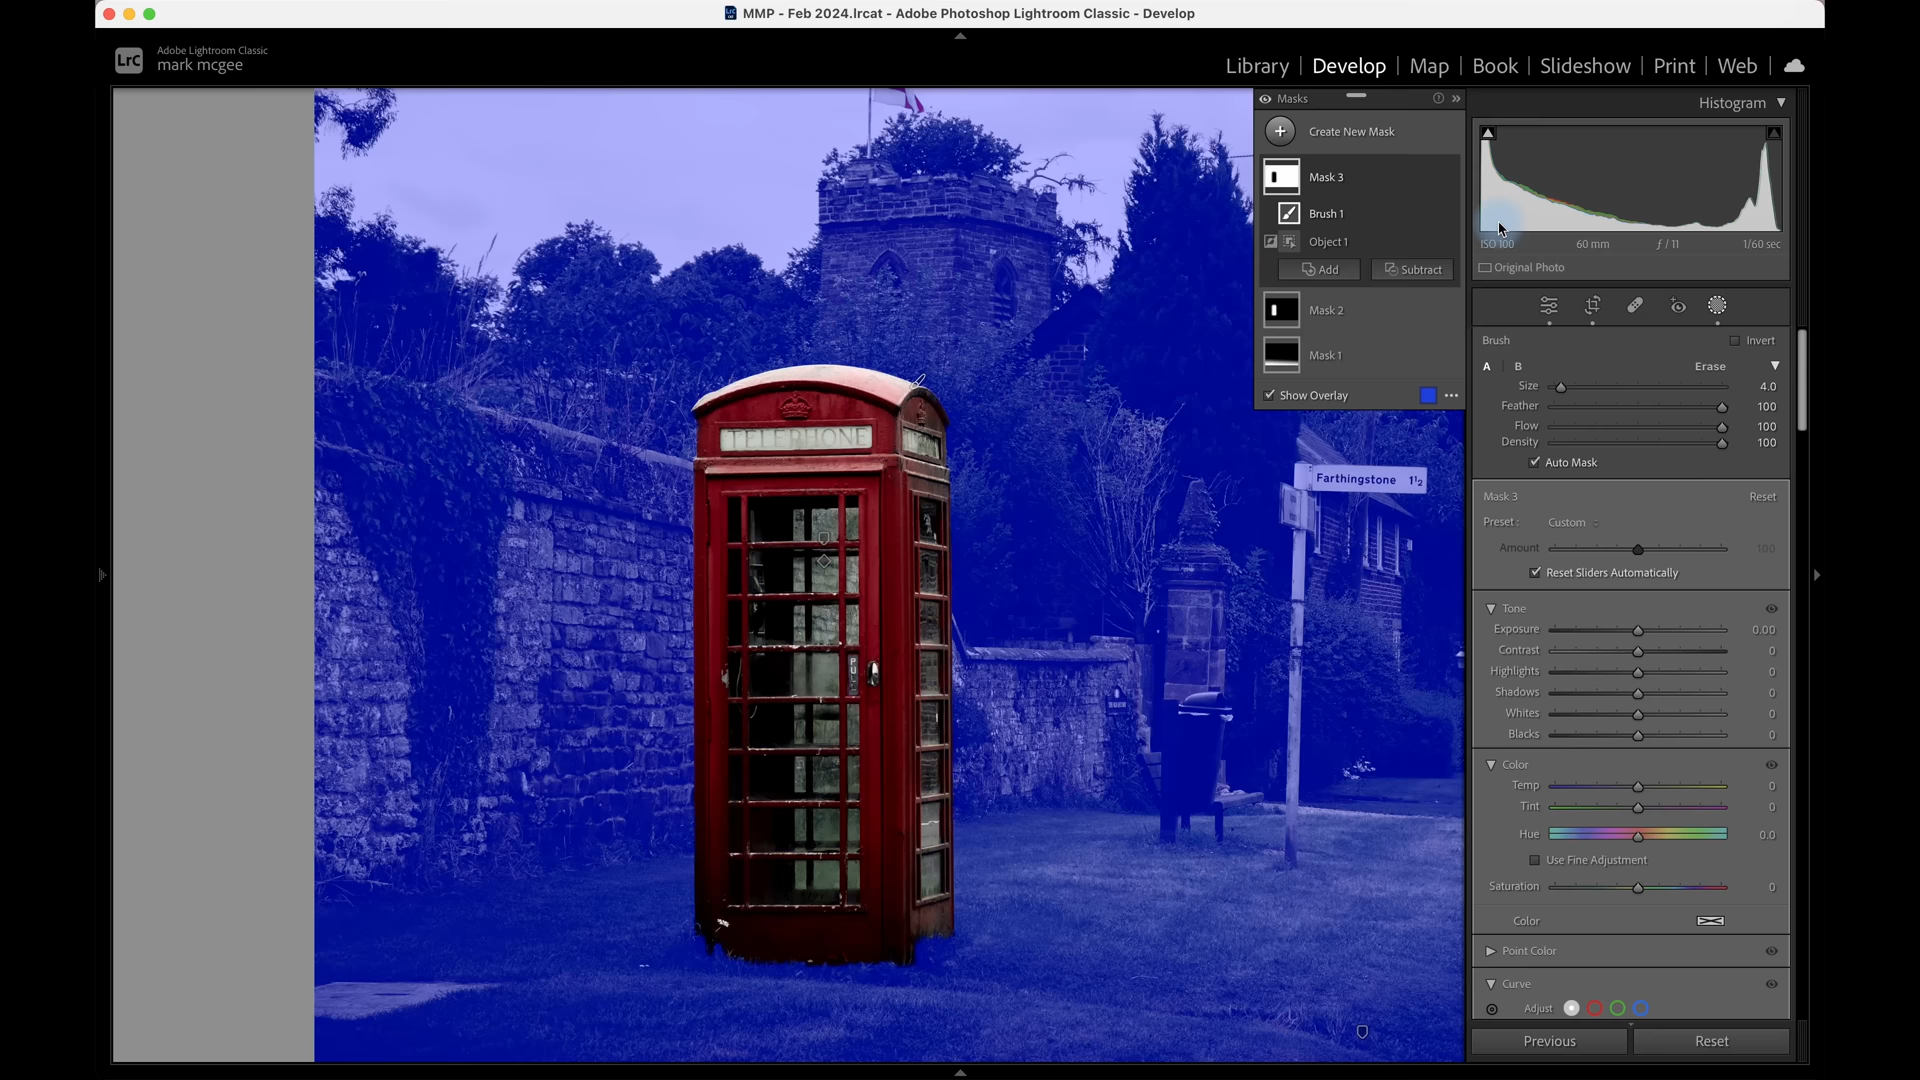 MMP - Feb 2024.lrcat - Adobe Photoshop Lightroom Classic - Develop
LrC
Adobe Lightroom Classic
mark mcgee
Library | Develop | Map | Book | Slideshow | Print | Web
Masks
Create New Mask
Mask 3
Brush 1
Object 1
Add
Subtract
Mask 2
Mask 1
Show Overlay
Histogram
ISO 100 60 mm ƒ / 11 1/60 sec
Original Photo
Brush Invert
A | B Erase
Size 4.0
Feather 100
Flow 100
Density 100
Auto Mask
Mask 3 Reset
Preset : Custom
Amount 100
Reset Sliders Automatically
Tone
Exposure 0.00
Contrast 0
Highlights 0
Shadows 0
Whites 0
Blacks 0
Color
Temp 0
Tint 0
Hue 0.0
Use Fine Adjustment
Saturation 0
Color
Point Color
Curve
Adjust
Previous
Reset
TELEPHONE
Farthingstone 1½
PULL